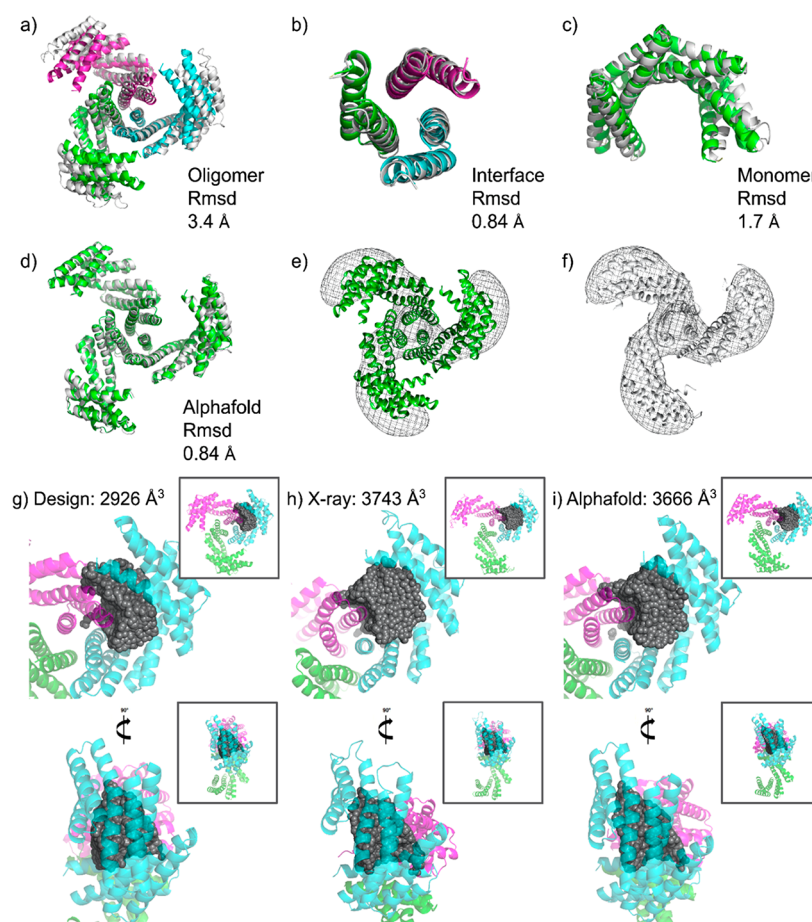 a)
Oligomer
Rmsd
3.4 Å
b)
Interface
Rmsd
0.84 Å
c)
Monomer
Rmsd
1.7 Å
d)
Alphafold
Rmsd
0.84 Å
e)
f)
g) Design: 2926 Å³
h) X-ray: 3743 Å³
i) Alphafold: 3666 Å³
90°
90°
90°